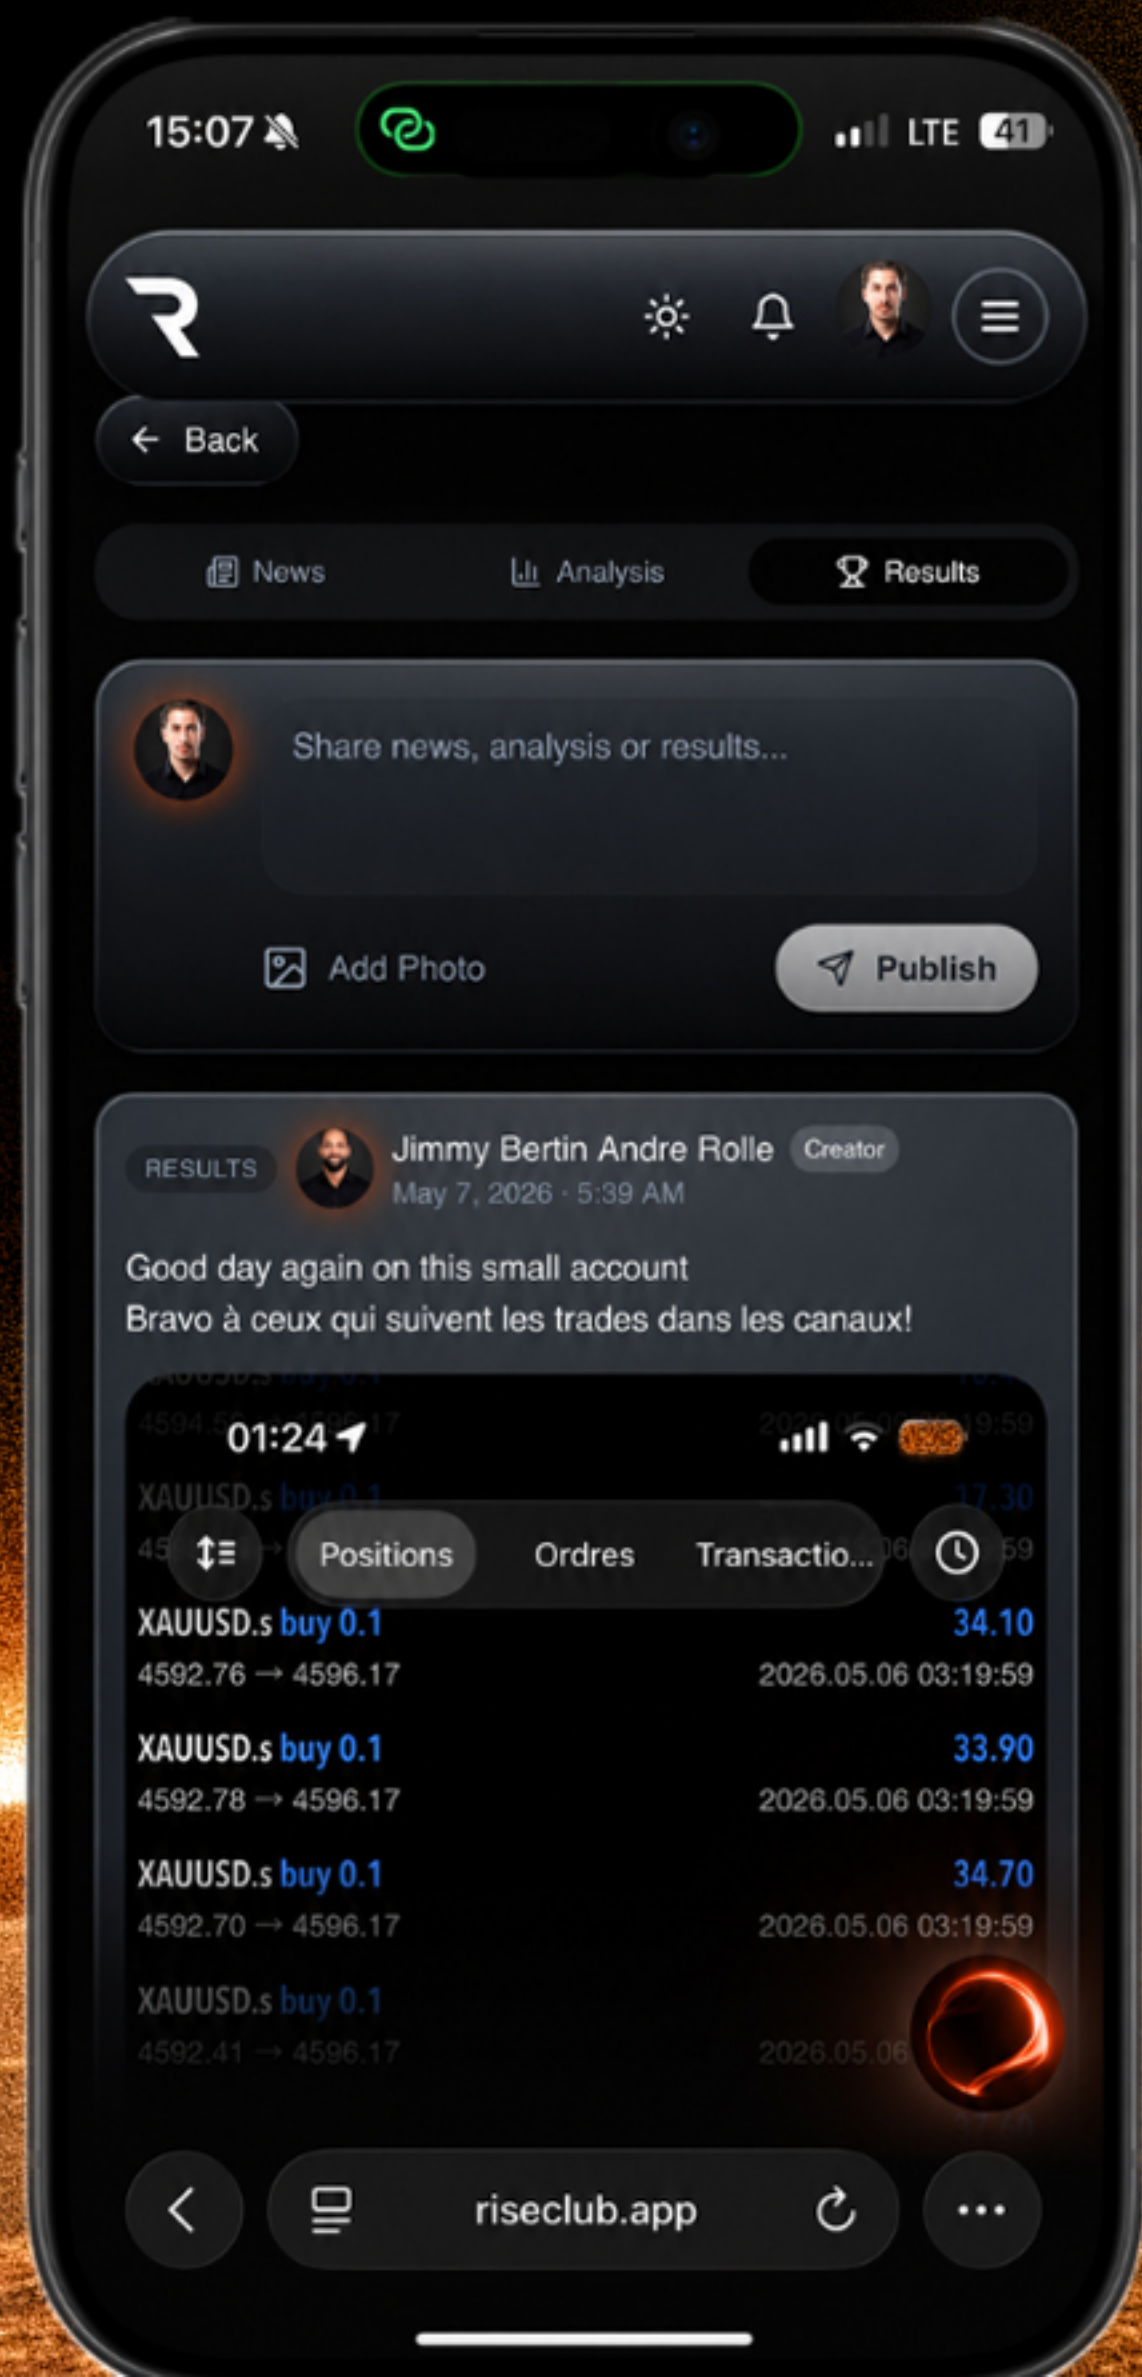 15:07
LTE 41
Back
News Analysis Results
Share news, analysis or results...
Add Photo Publish
RESULTS Jimmy Bertin Andre Rolle Creator
May 7, 2026 · 5:39 AM
Good day again on this small account
Bravo à ceux qui suivent les trades dans les canaux!
01:24
XAUUSD.s buy 0.1 17.30
Positions Ordres Transactio...
XAUUSD.s buy 0.1 34.10
4592.76 → 4596.17 2026.05.06 03:19:59
XAUUSD.s buy 0.1 33.90
4592.78 → 4596.17 2026.05.06 03:19:59
XAUUSD.s buy 0.1 34.70
4592.70 → 4596.17 2026.05.06 03:19:59
XAUUSD.s buy 0.1
4592.41 → 4596.17 2026.05.06
riseclub.app